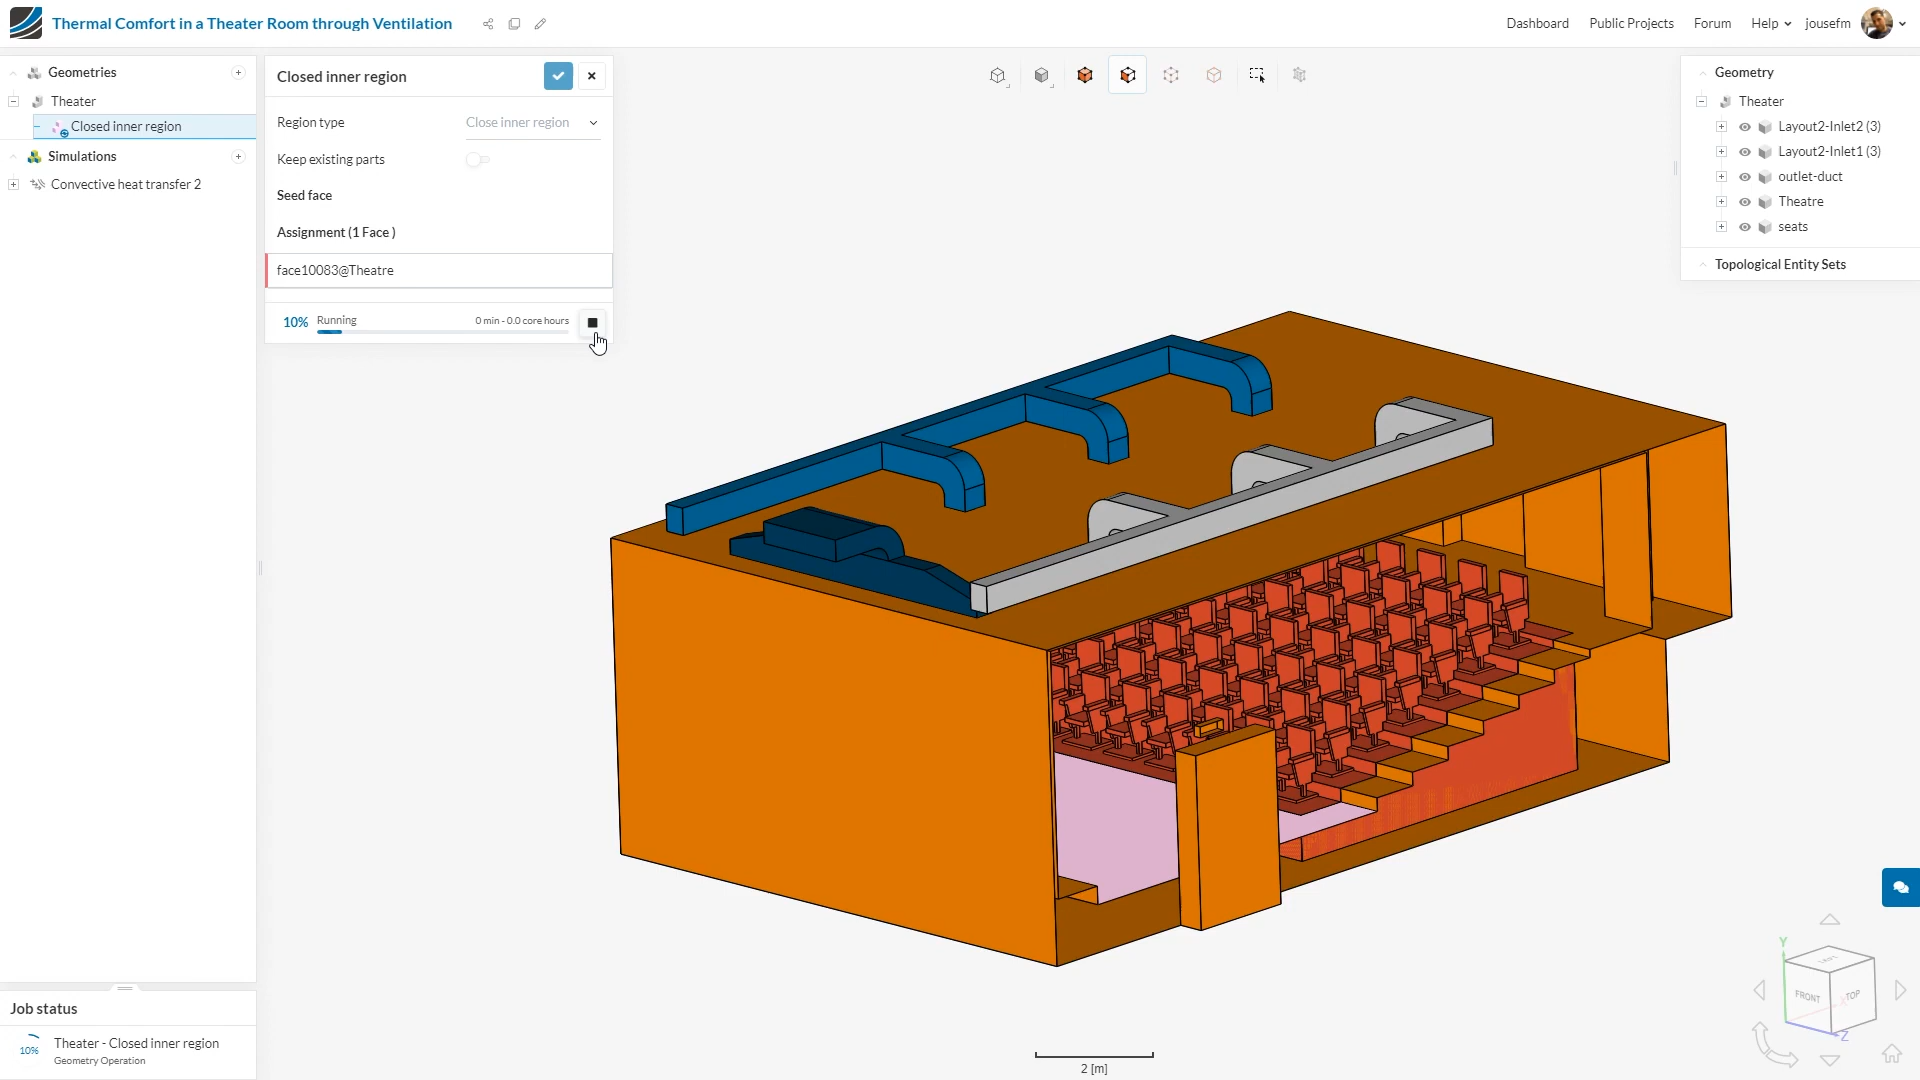 Thermal Comfort in a Theater Room through Ventilation
Dashboard
Public Projects
Forum
Help
jousefm
Geometries
Theater
Closed inner region
Simulations
Convective heat transfer 2
Closed inner region
Region type
Close inner region
Keep existing parts
Seed face
Assignment (1 Face )
face10083@Theatre
10%
Running
0 min - 0.0 core hours
Geometry
Theater
Layout2-Inlet2 (3)
Layout2-Inlet1 (3)
outlet-duct
Theatre
seats
Topological Entity Sets
Job status
10%
Theater - Closed inner region
Geometry Operation
2 [m]
Y
FRONT
TOP
X
Z